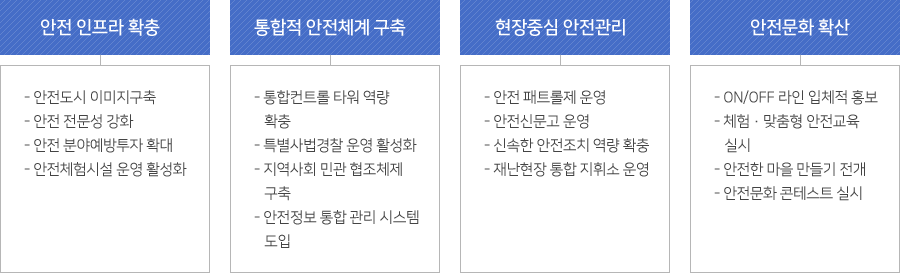 안전 인프라 확충
- 안전도시 이미지구축
- 안전 전문성 강화
- 안전 분야예방투자 확대
- 안전체험시설 운영 활성화
통합적 안전체계 구축
- 통합컨트롤 타워 역량
확충
- 특별사법경찰 운영 활성화
- 지역사회 민관 협조체제
구축
- 안전정보 통합 관리 시스템
도입
현장중심 안전관리
- 안전 패트롤제 운영
- 안전신문고 운영
- 신속한 안전조치 역량 확충
- 재난현장 통합 지휘소 운영
안전문화 확산
- ON/OFF 라인 입체적 홍보
- 체험 · 맞춤형 안전교육
실시
- 안전한 마을 만들기 전개
- 안전문화 콘테스트 실시